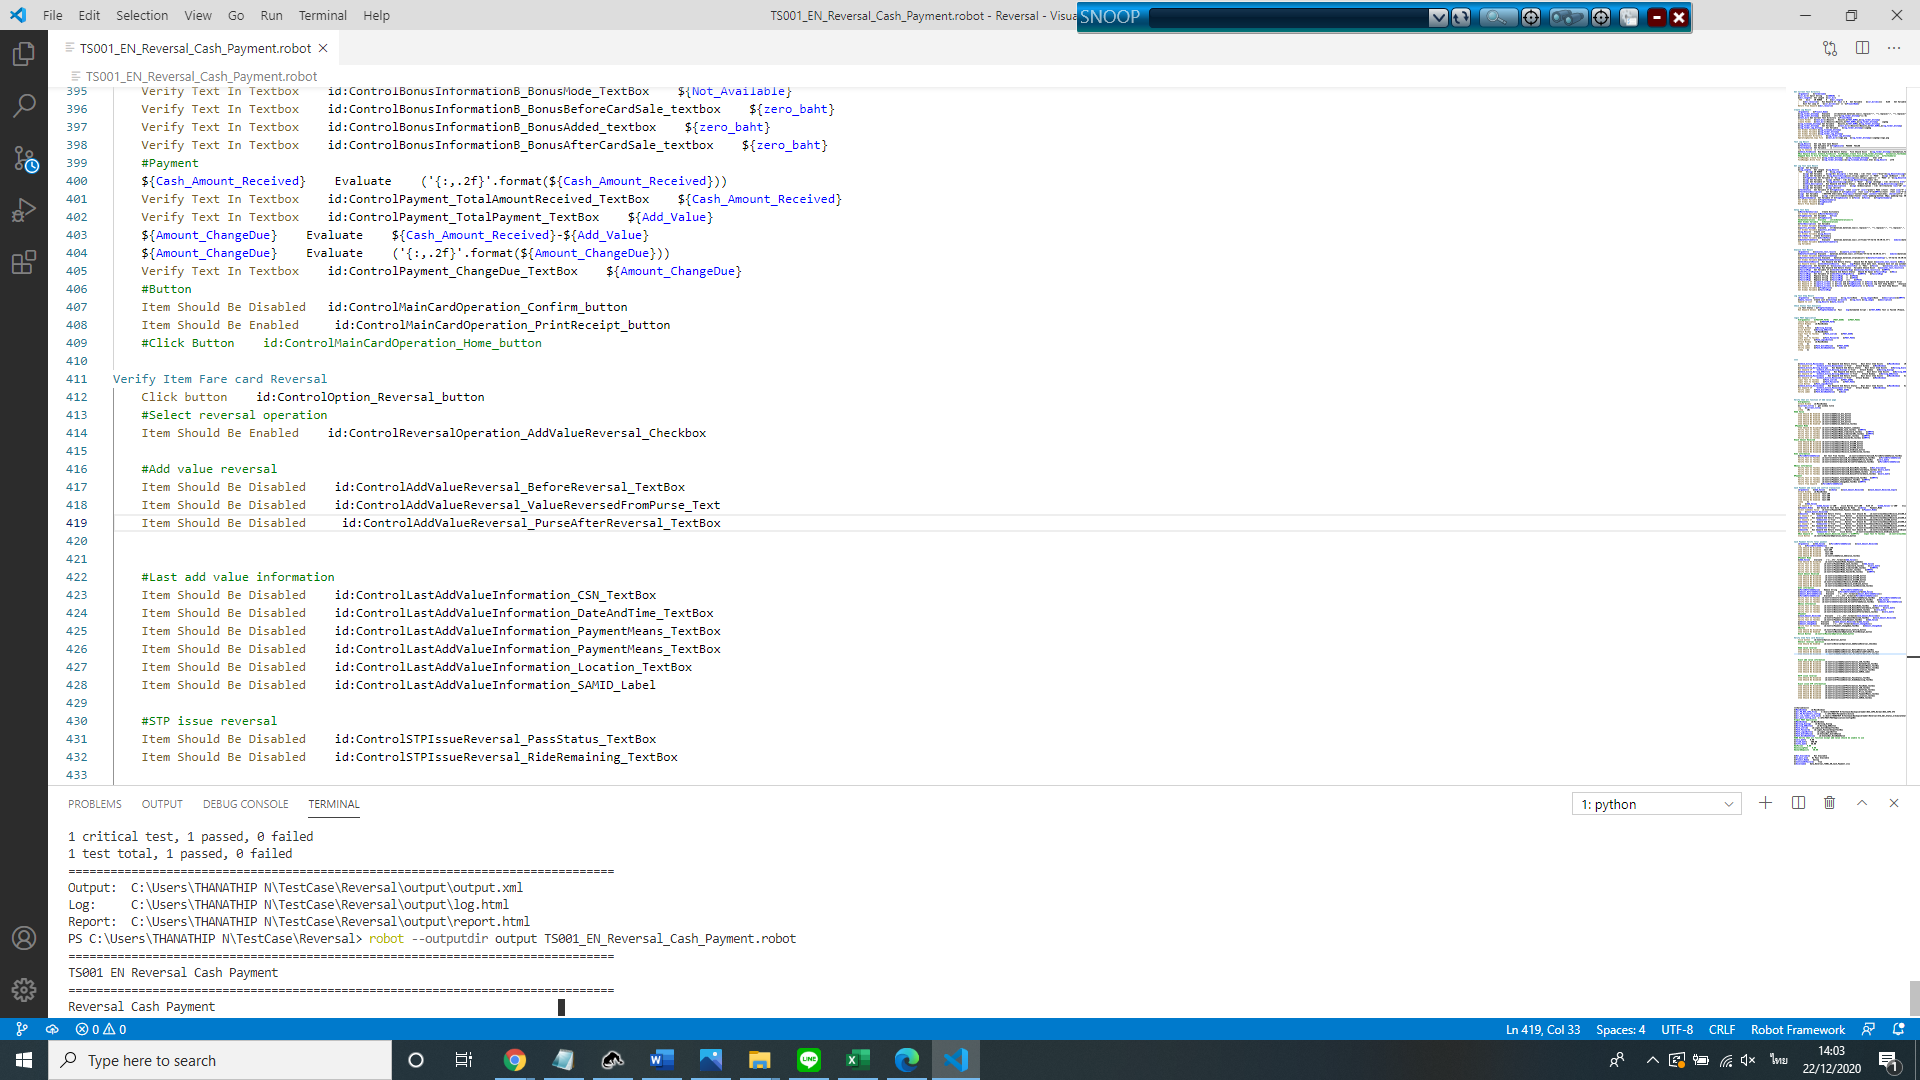 File Edit Selection View Go Run Terminal Help
TS001_EN_Reversal_Cash_Payment.robot - Reversal - Visua
SNOOP
TS001_EN_Reversal_Cash_Payment.robot
TS001_EN_Reversal_Cash_Payment.robot
395 Verify Text In Textbox id:ControlBonusInformationB_BonusMode_TextBox ${Not_Available}
396 Verify Text In Textbox id:ControlBonusInformationB_BonusBeforeCardSale_textbox ${zero_baht}
397 Verify Text In Textbox id:ControlBonusInformationB_BonusAdded_textbox ${zero_baht}
398 Verify Text In Textbox id:ControlBonusInformationB_BonusAfterCardSale_textbox ${zero_baht}
399 #Payment
400 ${Cash_Amount_Received} Evaluate ('{:,.2f}'.format(${Cash_Amount_Received}))
401 Verify Text In Textbox id:ControlPayment_TotalAmountReceived_TextBox ${Cash_Amount_Received}
402 Verify Text In Textbox id:ControlPayment_TotalPayment_TextBox ${Add_Value}
403 ${Amount_ChangeDue} Evaluate ${Cash_Amount_Received}-${Add_Value}
404 ${Amount_ChangeDue} Evaluate ('{:,.2f}'.format(${Amount_ChangeDue}))
405 Verify Text In Textbox id:ControlPayment_ChangeDue_TextBox ${Amount_ChangeDue}
406 #Button
407 Item Should Be Disabled id:ControlMainCardOperation_Confirm_button
408 Item Should Be Enabled id:ControlMainCardOperation_PrintReceipt_button
409 #Click Button id:ControlMainCardOperation_Home_button
410
411 Verify Item Fare card Reversal
412 Click button id:ControlOption_Reversal_button
413 #Select reversal operation
414 Item Should Be Enabled id:ControlReversalOperation_AddValueReversal_Checkbox
415
416 #Add value reversal
417 Item Should Be Disabled id:ControlAddValueReversal_BeforeReversal_TextBox
418 Item Should Be Disabled id:ControlAddValueReversal_ValueReversedFromPurse_Text
419 Item Should Be Disabled id:ControlAddValueReversal_PurseAfterReversal_TextBox
420
421
422 #Last add value information
423 Item Should Be Disabled id:ControlLastAddValueInformation_CSN_TextBox
424 Item Should Be Disabled id:ControlLastAddValueInformation_DateAndTime_TextBox
425 Item Should Be Disabled id:ControlLastAddValueInformation_PaymentMeans_TextBox
426 Item Should Be Disabled id:ControlLastAddValueInformation_PaymentMeans_TextBox
427 Item Should Be Disabled id:ControlLastAddValueInformation_Location_TextBox
428 Item Should Be Disabled id:ControlLastAddValueInformation_SAMID_Label
429
430 #STP issue reversal
431 Item Should Be Disabled id:ControlSTPIssueReversal_PassStatus_TextBox
432 Item Should Be Disabled id:ControlSTPIssueReversal_RideRemaining_TextBox
433
PROBLEMS OUTPUT DEBUG CONSOLE TERMINAL
1: python
1 critical test, 1 passed, 0 failed
1 test total, 1 passed, 0 failed
==============================================================================
Output: C:\Users\THANATHIP N\TestCase\Reversal\output\output.xml
Log: C:\Users\THANATHIP N\TestCase\Reversal\output\log.html
Report: C:\Users\THANATHIP N\TestCase\Reversal\output\report.html
PS C:\Users\THANATHIP N\TestCase\Reversal> robot --outputdir output TS001_EN_Reversal_Cash_Payment.robot
==============================================================================
TS001 EN Reversal Cash Payment
==============================================================================
Reversal Cash Payment
0 0
Ln 419, Col 33 Spaces: 4 UTF-8 CRLF Robot Framework
Type here to search
ไทย
14:03
22/12/2020
1